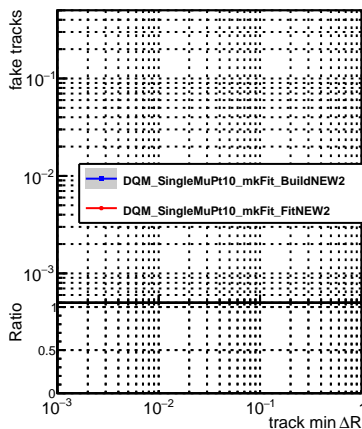 fake tracks
10⁻¹
10⁻²
10⁻³
DQM_SingleMuPt10_mkFit_BuildNEW2
DQM_SingleMuPt10_mkFit_FitNEW2
Ratio
1
0.5
0
10⁻³ 10⁻² 10⁻¹ 1
track min ΔR